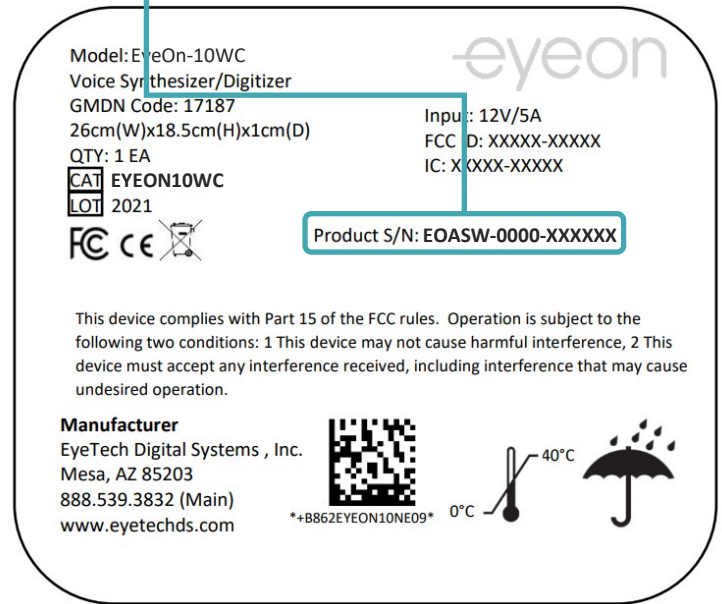 eyeon
Model: EyeOn-10WC
Voice Synthesizer/Digitizer
GMDN Code: 17187
26cm(W)x18.5cm(H)x1cm(D)
QTY: 1 EA
CAT EYEON10WC
LOT 2021
FC CE
Input: 12V/5A
FCC ID: XXXXX-XXXXX
IC: XXXXX-XXXXX
Product S/N: EOASW-0000-XXXXXX
This device complies with Part 15 of the FCC rules. Operation is subject to the
following two conditions: 1 This device may not cause harmful interference, 2 This
device must accept any interference received, including interference that may cause
undesired operation.
Manufacturer
EyeTech Digital Systems , Inc.
Mesa, AZ 85203
888.539.3832 (Main)
www.eyetechds.com
*+B862EYEON10NE09*
0°C
40°C